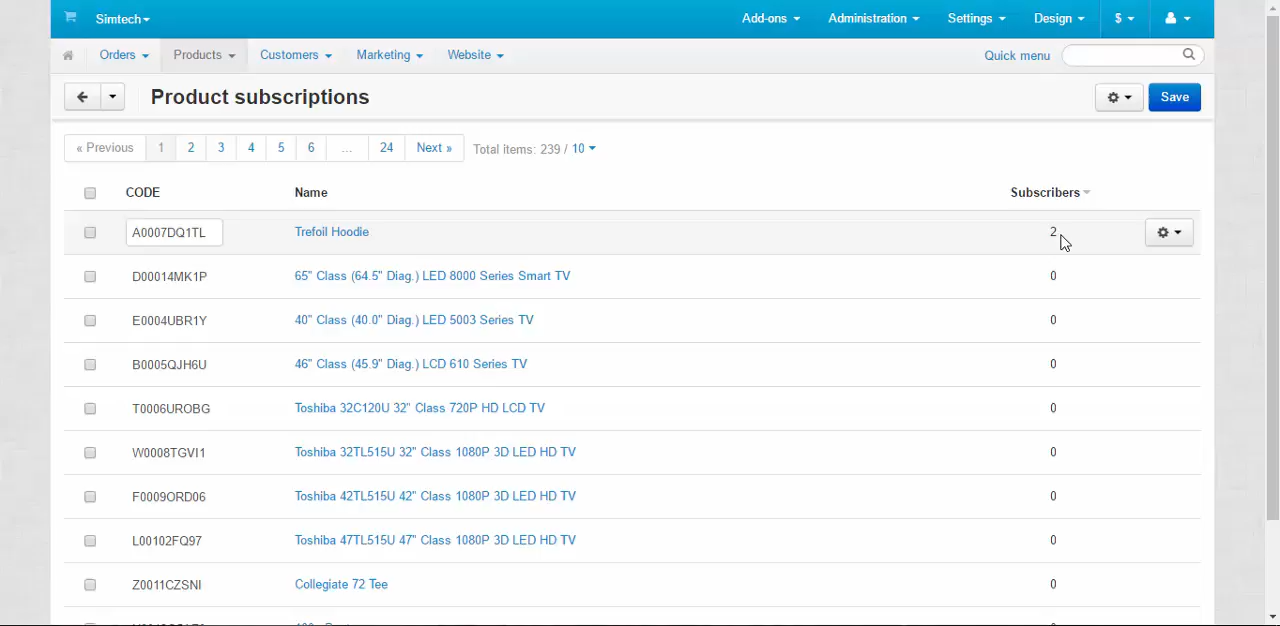 Simtech
Add-ons
Administration
Settings
Design
$
Orders
Products
Customers
Marketing
Website
Quick menu
Product subscriptions
Save
« Previous 1 2 3 4 5 6 ... 24 Next » Total items: 239 / 10
CODE Name Subscribers
A0007DQ1TL Trefoil Hoodie 2
D00014MK1P 65" Class (64.5" Diag.) LED 8000 Series Smart TV 0
E0004UBR1Y 40" Class (40.0" Diag.) LED 5003 Series TV 0
B0005QJH6U 46" Class (45.9" Diag.) LCD 610 Series TV 0
T0006UROBG Toshiba 32C120U 32" Class 720P HD LCD TV 0
W0008TGVI1 Toshiba 32TL515U 32" Class 1080P 3D LED HD TV 0
F0009ORD06 Toshiba 42TL515U 42" Class 1080P 3D LED HD TV 0
L00102FQ97 Toshiba 47TL515U 47" Class 1080P 3D LED HD TV 0
Z0011CZSNI Collegiate 72 Tee 0